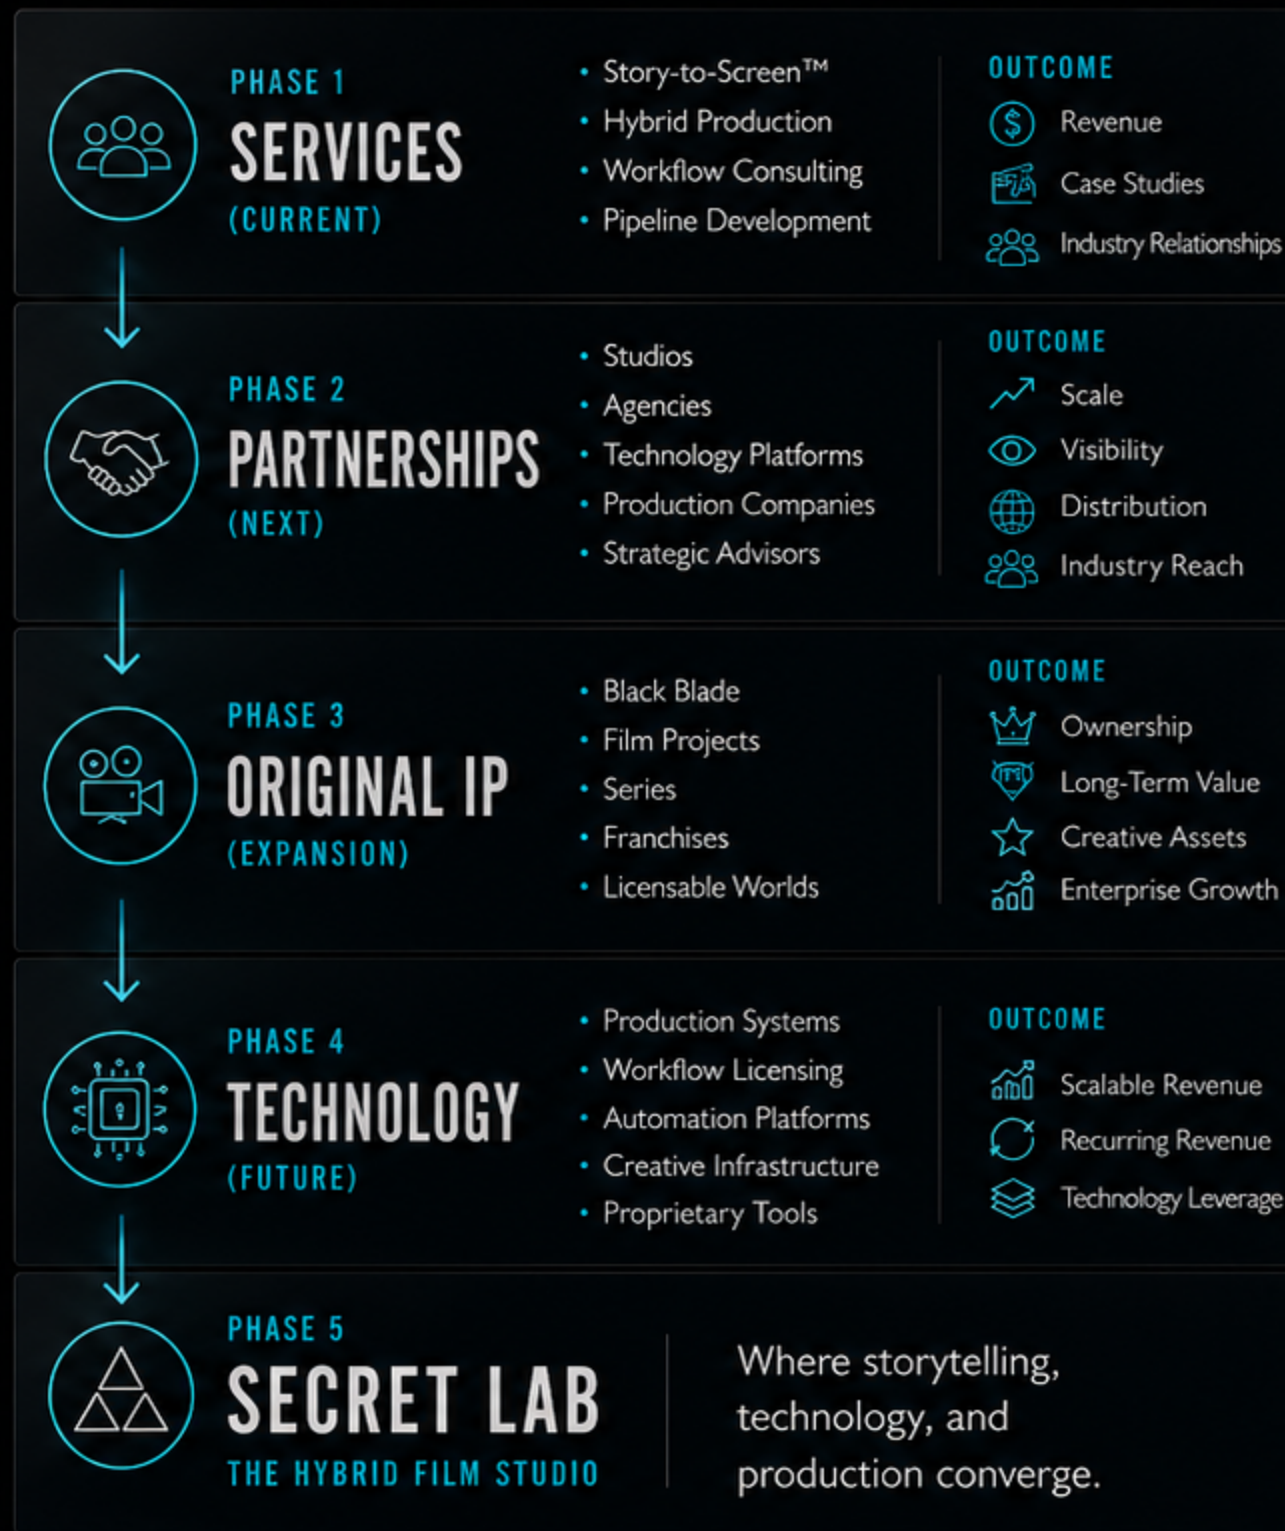 PHASE 1
SERVICES
(CURRENT)
• Story-to-Screen™
• Hybrid Production
• Workflow Consulting
• Pipeline Development
OUTCOME
Revenue
Case Studies
Industry Relationships
PHASE 2
PARTNERSHIPS
(NEXT)
• Studios
• Agencies
• Technology Platforms
• Production Companies
• Strategic Advisors
OUTCOME
Scale
Visibility
Distribution
Industry Reach
PHASE 3
ORIGINAL IP
(EXPANSION)
• Black Blade
• Film Projects
• Series
• Franchises
• Licensable Worlds
OUTCOME
Ownership
Long-Term Value
Creative Assets
Enterprise Growth
PHASE 4
TECHNOLOGY
(FUTURE)
• Production Systems
• Workflow Licensing
• Automation Platforms
• Creative Infrastructure
• Proprietary Tools
OUTCOME
Scalable Revenue
Recurring Revenue
Technology Leverage
PHASE 5
SECRET LAB
THE HYBRID FILM STUDIO
Where storytelling,
technology, and
production converge.